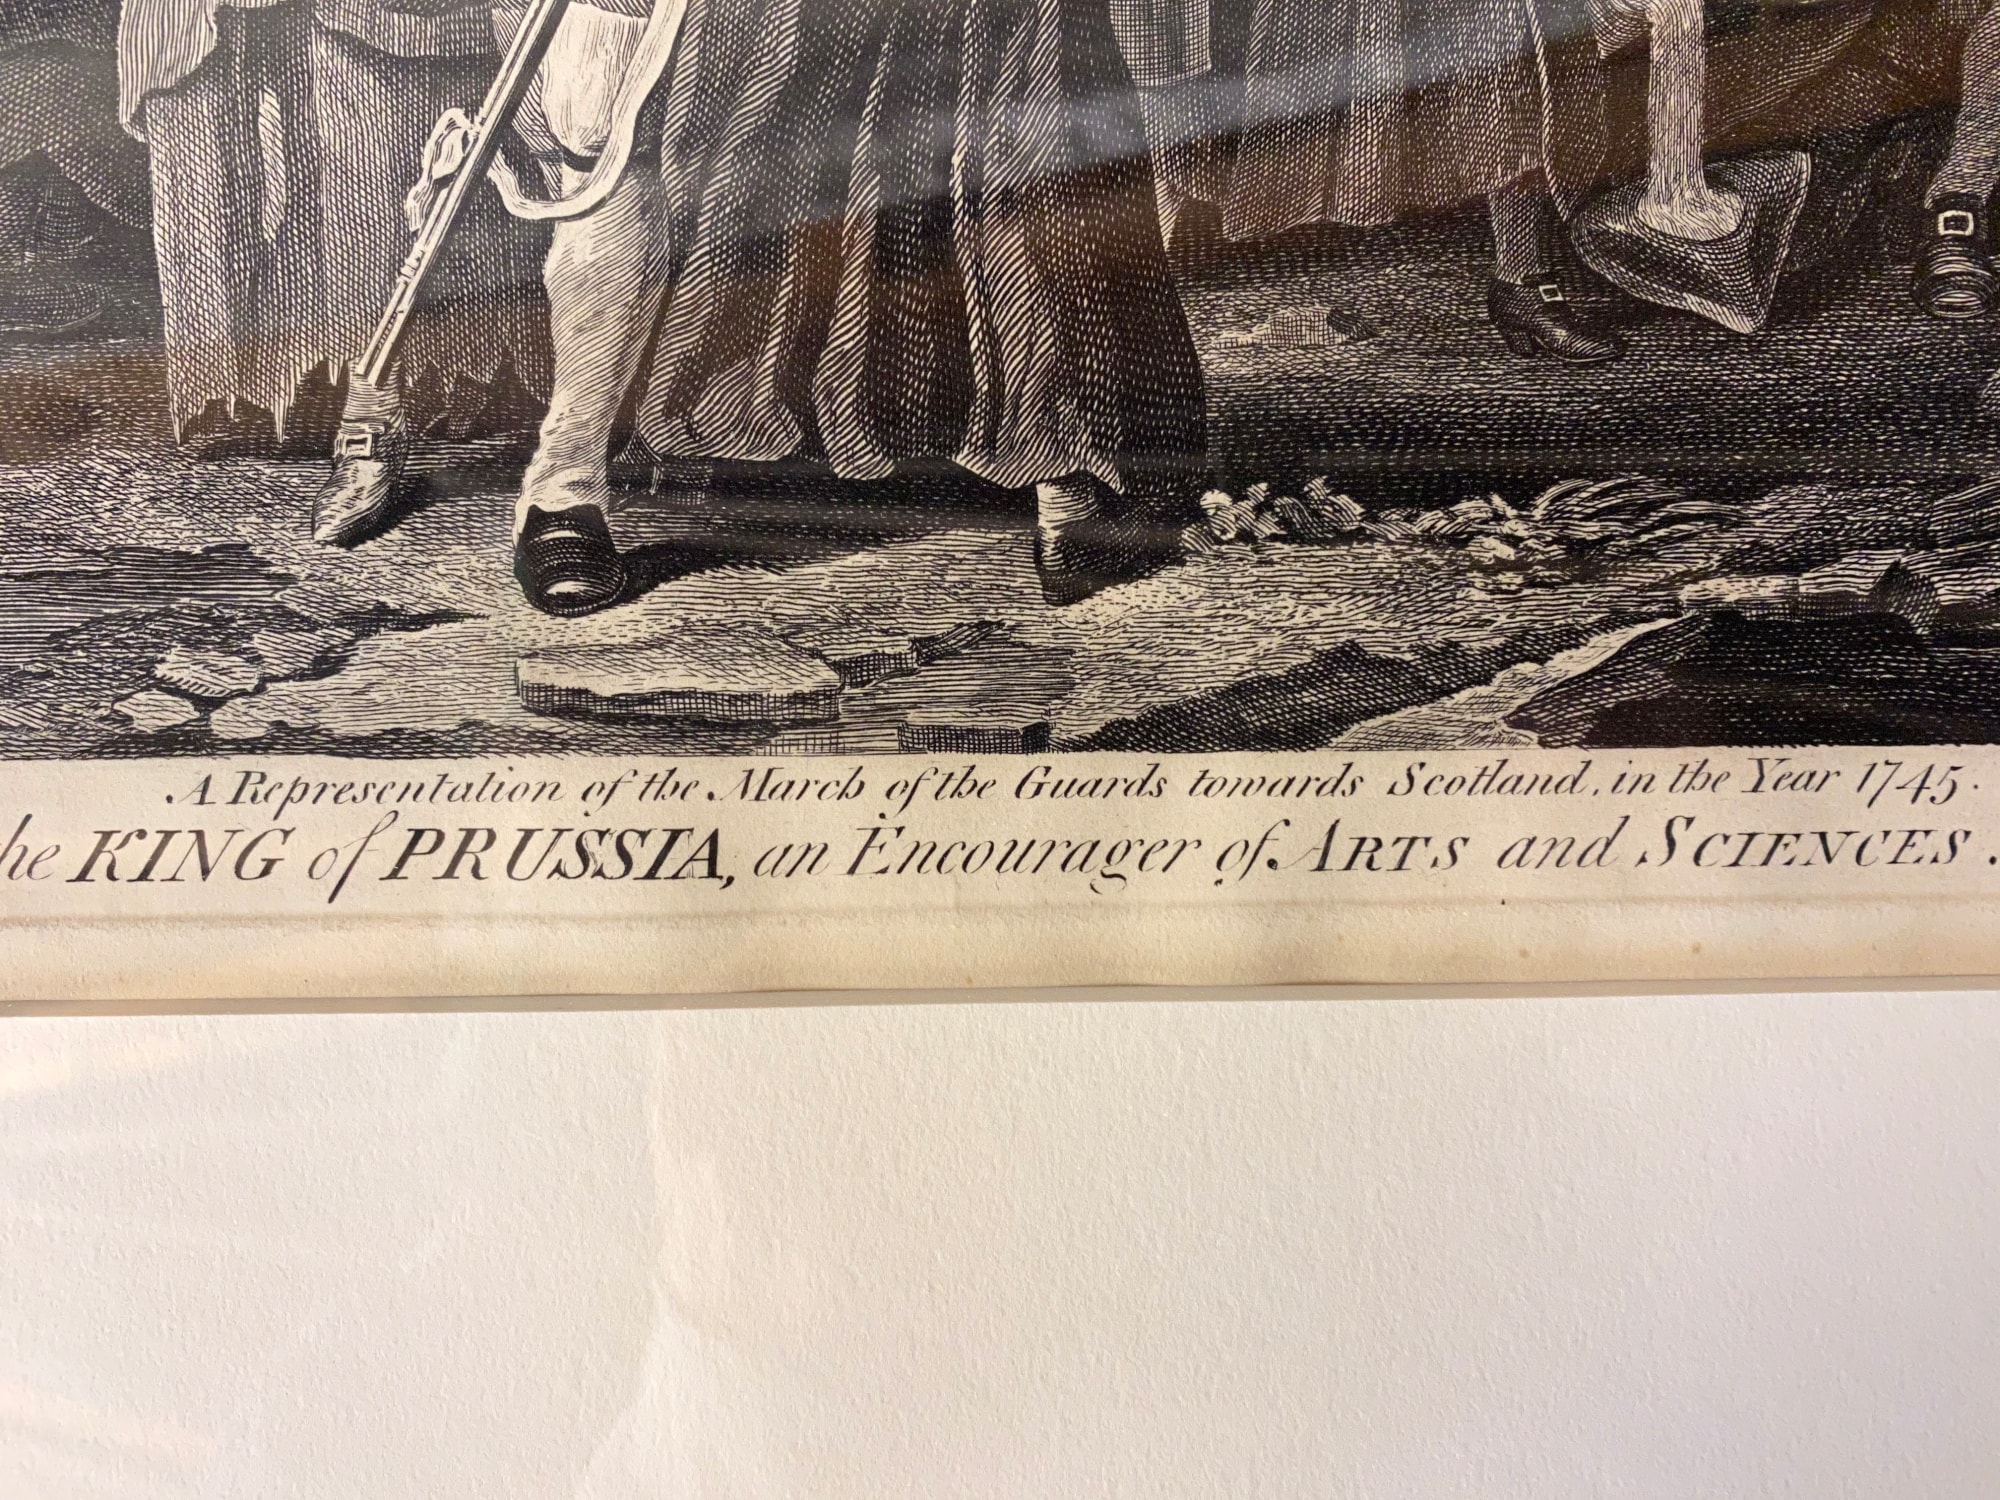 A Representation of the March of the Guards towards Scotland, in the Year 1745.
the KING of PRUSSIA, an Encourager of ARTS and SCIENCES.